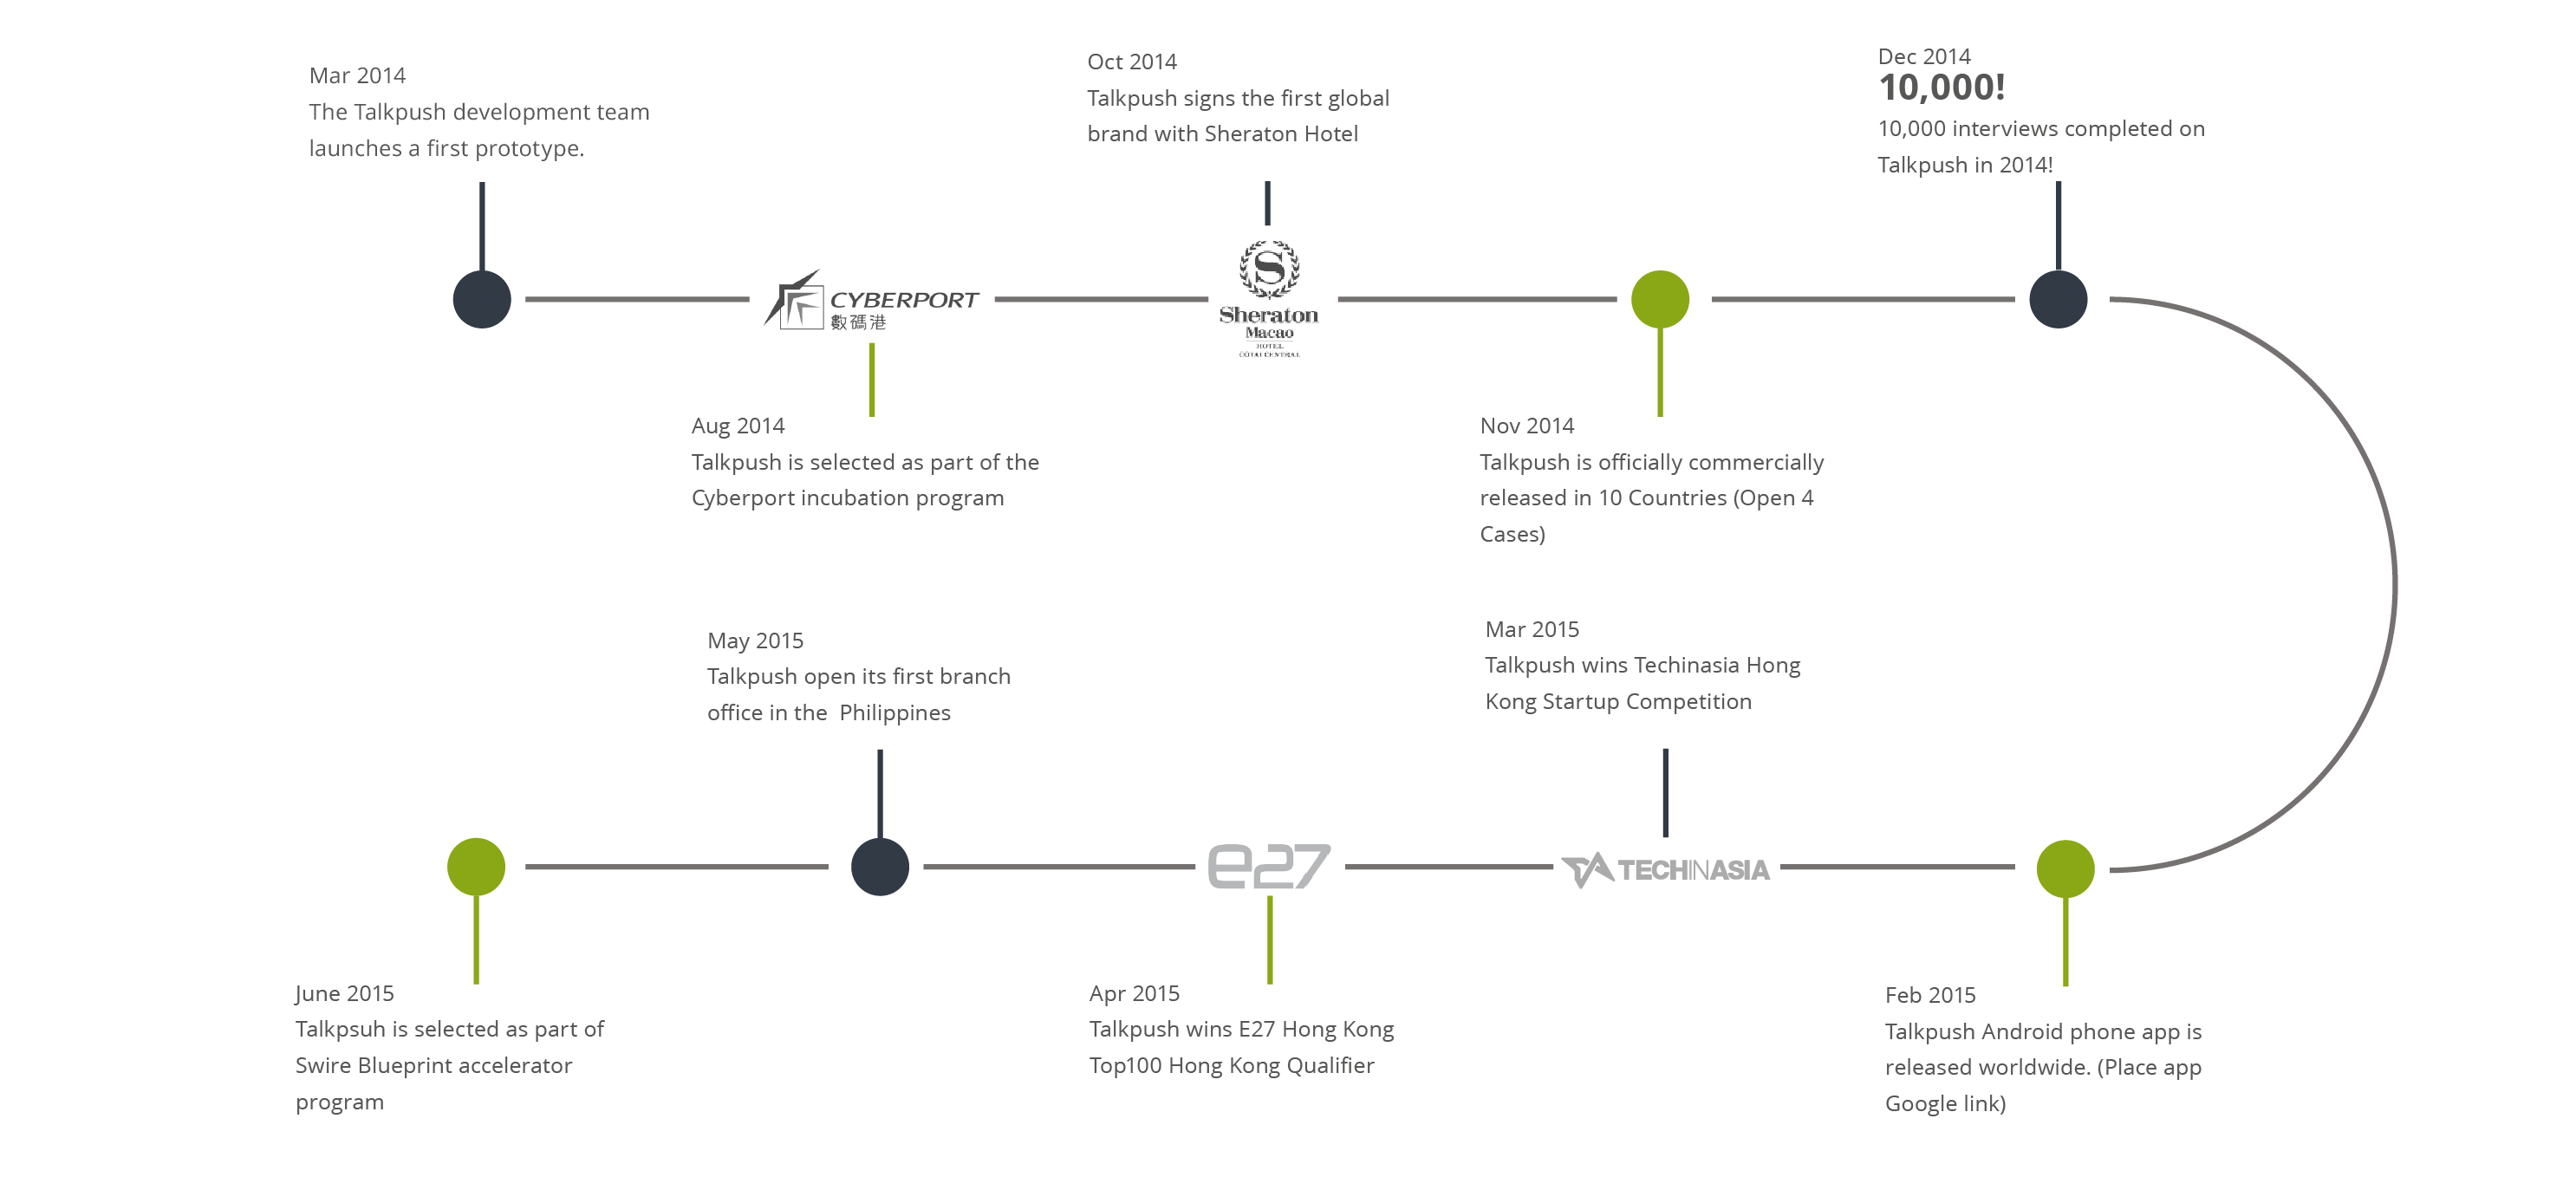 Mar 2014
The Talkpush development team
launches a first prototype.
Oct 2014
Talkpush signs the first global
brand with Sheraton Hotel
Dec 2014
10,000!
10,000 interviews completed on
Talkpush in 2014!
CYBERPORT
數碼港
S
Sheraton
Macao
HOTEL
COTAI CENTRAL
Aug 2014
Talkpush is selected as part of the
Cyberport incubation program
Nov 2014
Talkpush is officially commercially
released in 10 Countries (Open 4
Cases)
Mar 2015
Talkpush wins Techinasia Hong
Kong Startup Competition
May 2015
Talkpush open its first branch
office in the  Philippines
TECHINASIA
e27
Feb 2015
Talkpush Android phone app is
released worldwide. (Place app
Google link)
Apr 2015
Talkpush wins E27 Hong Kong
Top100 Hong Kong Qualifier
June 2015
Talkpsuh is selected as part of
Swire Blueprint accelerator
program